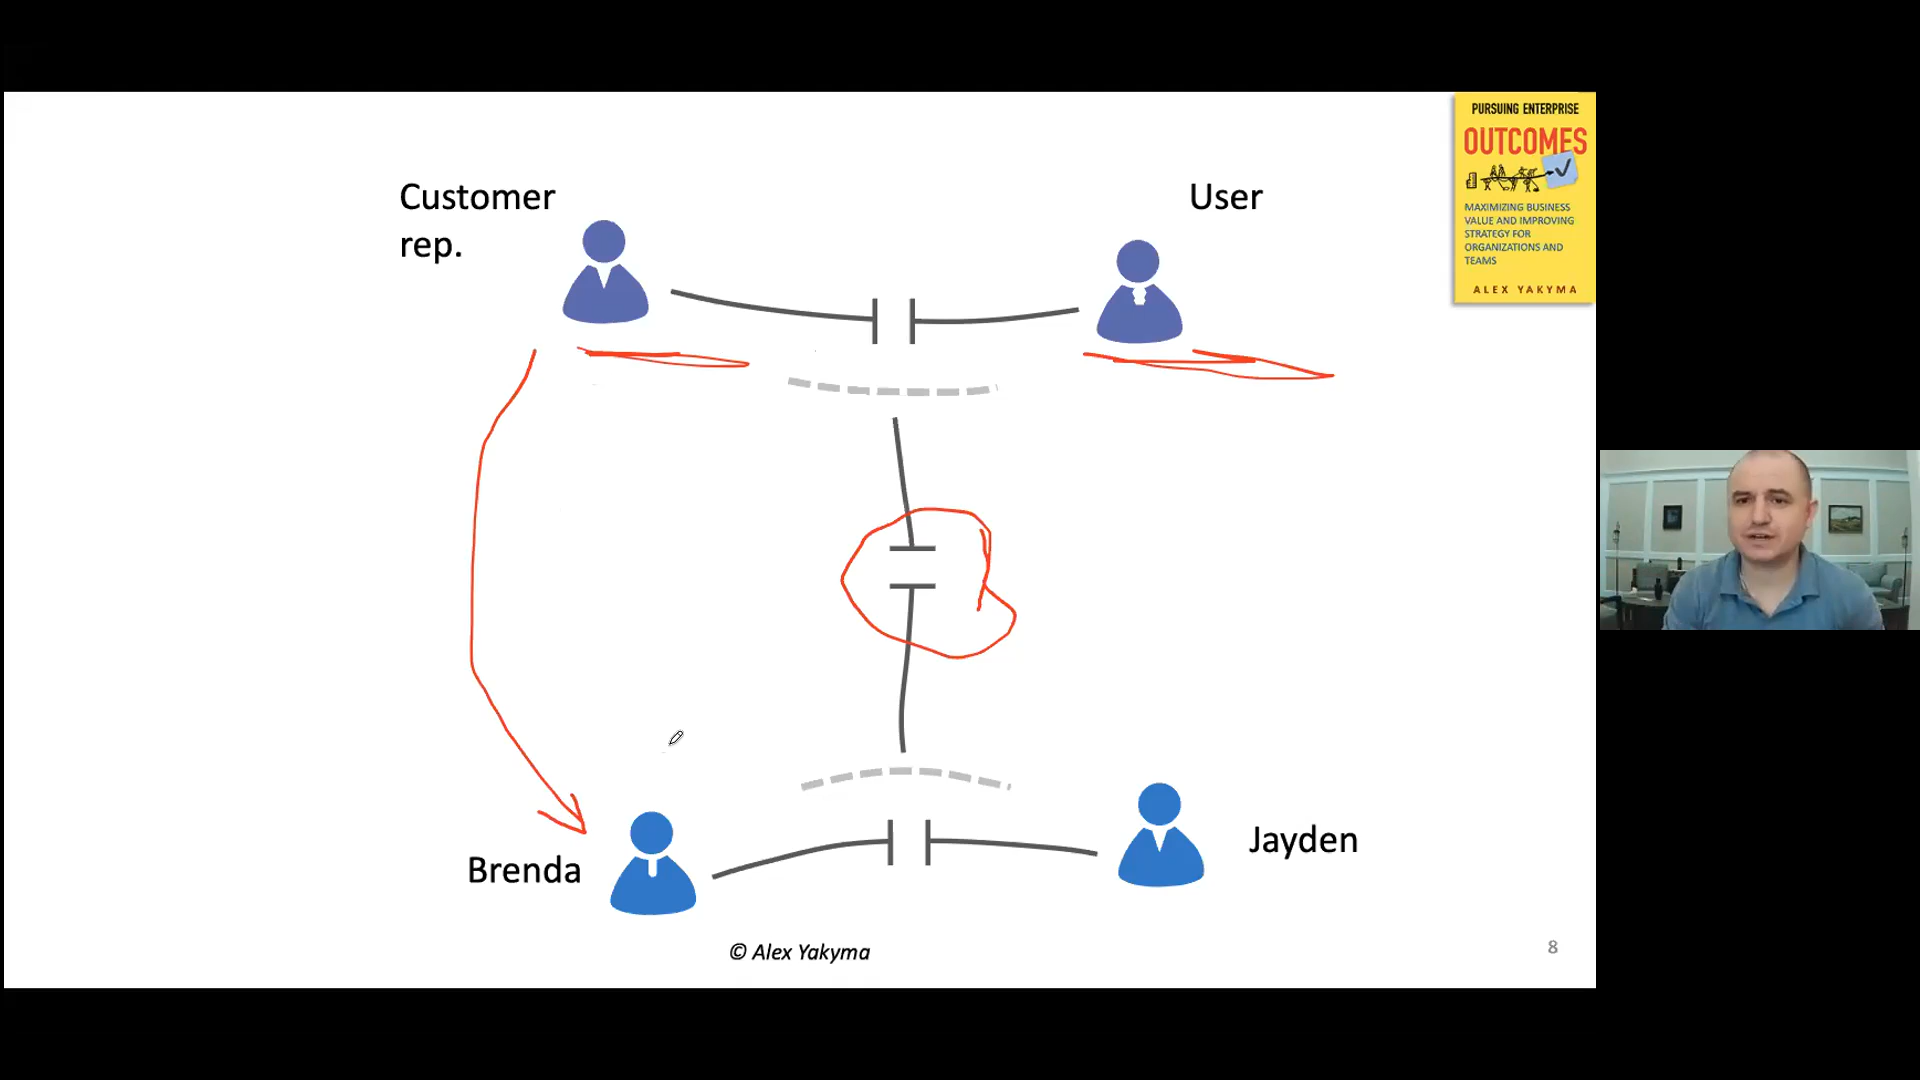 Customer
rep.
User
PURSUING ENTERPRISE
OUTCOMES
MAXIMIZING BUSINESS
VALUE AND IMPROVING
STRATEGY FOR
ORGANIZATIONS AND
TEAMS
ALEX YAKYMA
Brenda
Jayden
© Alex Yakyma
8